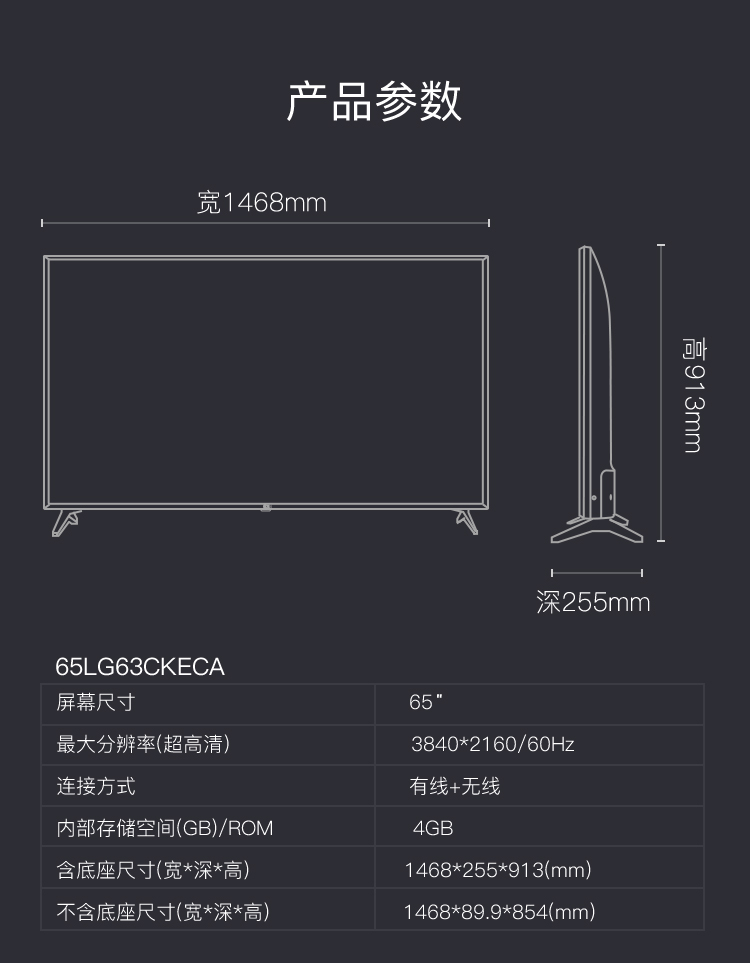 产品参数
宽1468mm
高913mm
深255mm
65LG63CKECA
屏幕尺寸 65"
最大分辨率(超高清) 3840*2160/60Hz
连接方式 有线+无线
内部存储空间(GB)/ROM 4GB
含底座尺寸(宽*深*高) 1468*255*913(mm)
不含底座尺寸(宽*深*高) 1468*89.9*854(mm)